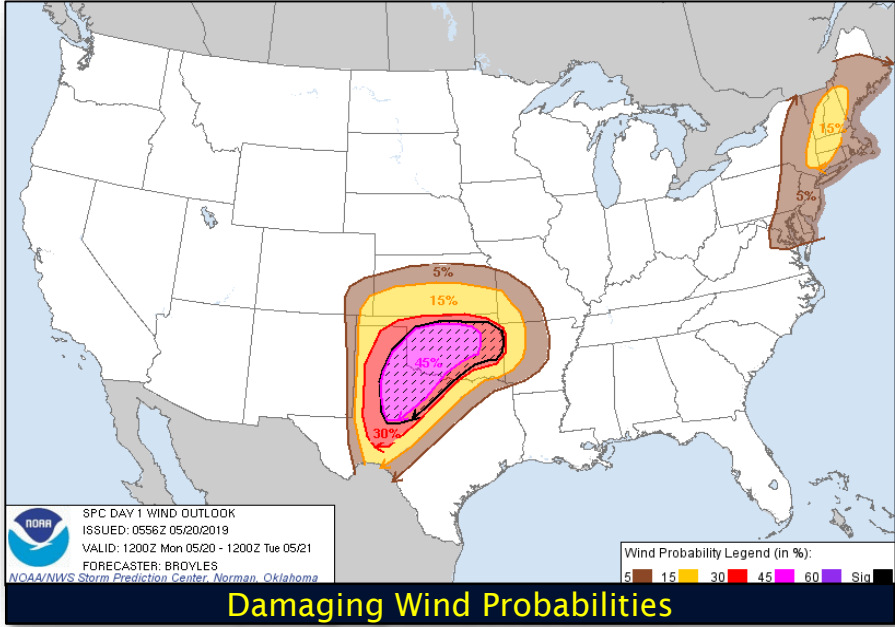 15%
5%
5%
15%
45%
30%
NOAA
SPC DAY 1 WIND OUTLOOK
ISSUED: 0556Z 05/20/2019
VALID: 1200Z Mon 05/20 - 1200Z Tue 05/21
FORECASTER: BROYLES
NOAA/NWS Storm Prediction Center, Norman, Oklahoma
Wind Probability Legend (in %):
5 15 30 45 60 Sig
Damaging Wind Probabilities